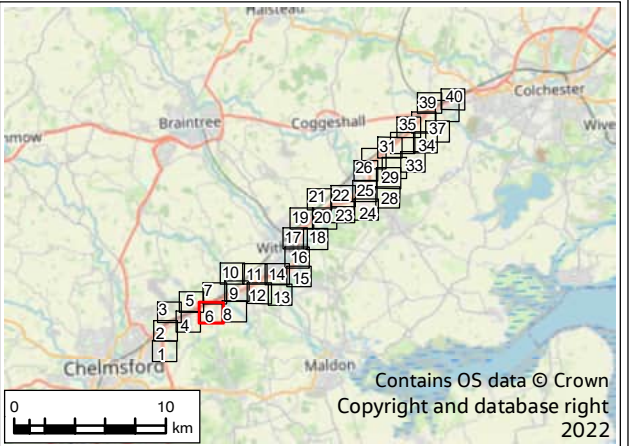 Halstead
Braintree
Coggeshall
Colchester
nmow
Wive
39 40
35
37
31
34
26
33
29
25
28
21 22
24
19 20 23
17 18
With
16
10 11 14
15
7
9 12 13
5
3
6 8
4
2
1
Chelmsford
Maldon
Contains OS data © Crown
Copyright and database right
2022
0 10
km